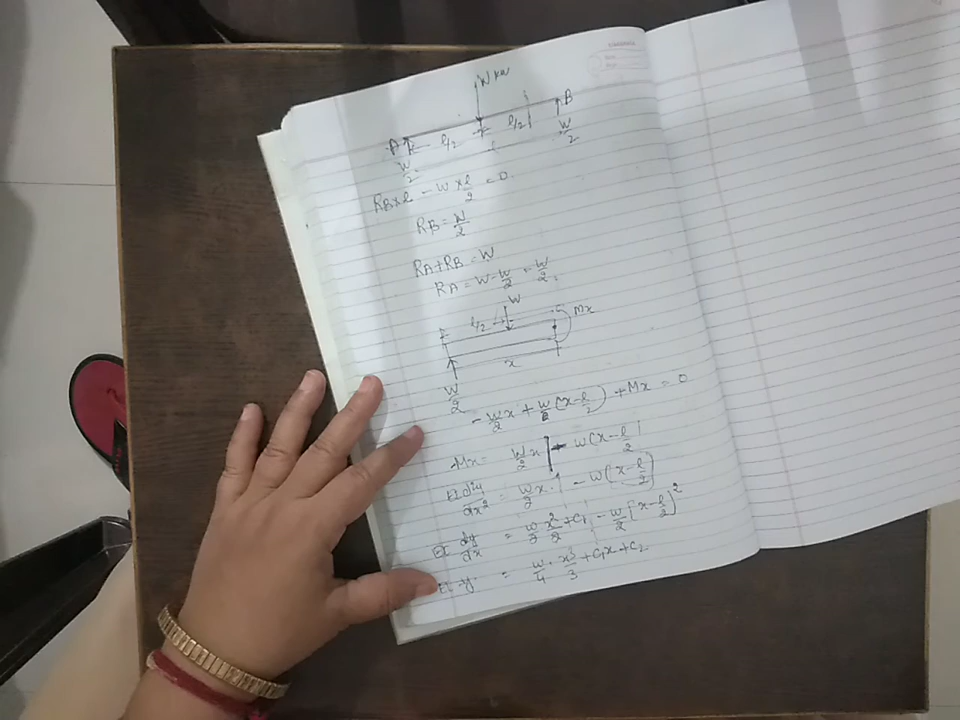 W KN
A l/2 l/2 B
W/2 W/2
RB×l - W×l/2 = 0.
RB = W/2
RA+RB = W
RA = W - W/2 = W/2.
W
l/2 Mx
x
W/2
- W/2 x + W(x - l/2) + Mx = 0
Mx = W/2 x - W(x - l/2)
EI d²y/dx² = W/2 x - W(x - l/2)
EI dy/dx = W/2 x²/2 + C₁ - W/2 [x - l/2]²
EI y = W/4 · x³/3 + C₁x + C₂